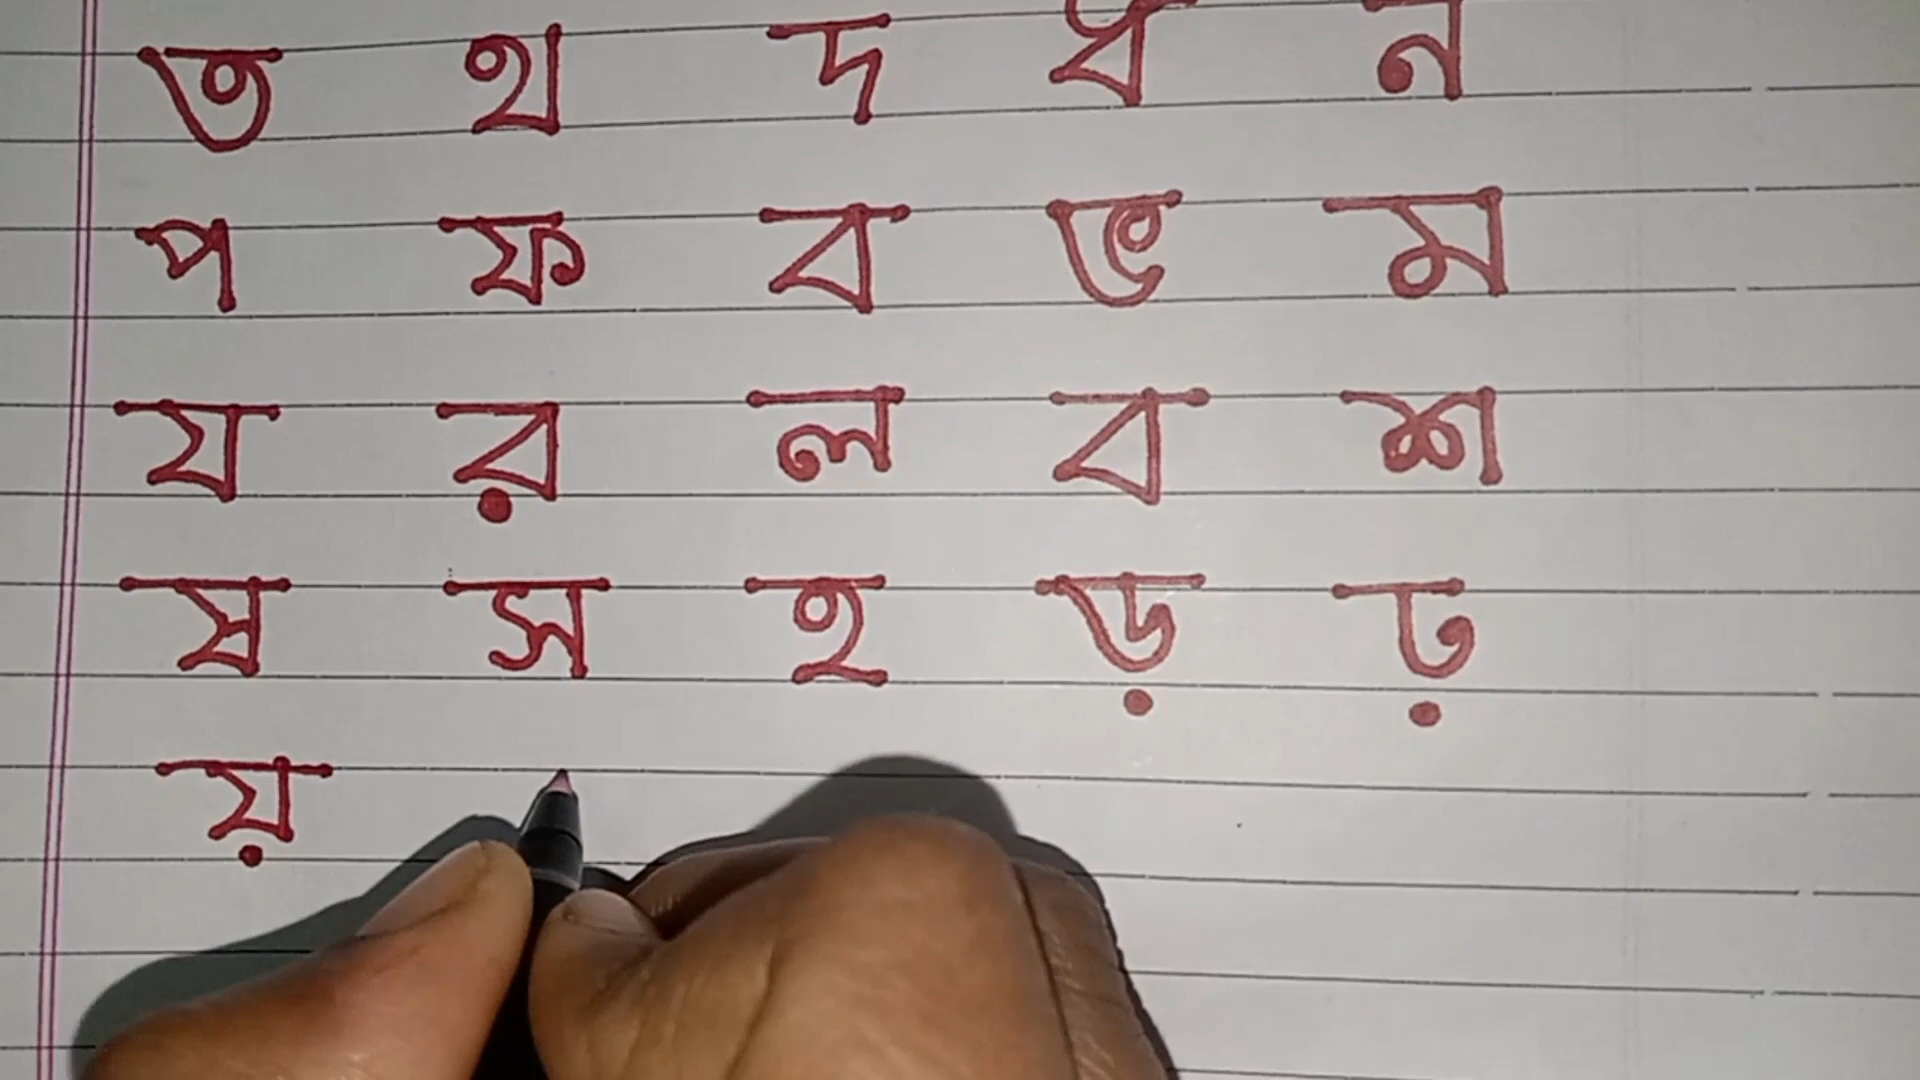 ত থ দ ধ ন
প ফ ব ভ ম
য র ল ব শ
ষ স হ ড় ঢ়
য়